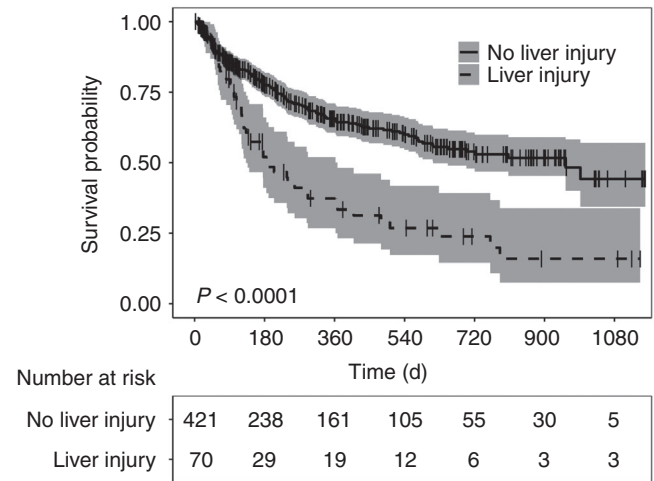 Survival probability
1.00
0.75
0.50
0.25
0.00
No liver injury
Liver injury
P < 0.0001
0 180 360 540 720 900 1080
Time (d)
Number at risk
No liver injury 421 238 161 105 55 30 5
Liver injury 70 29 19 12 6 3 3